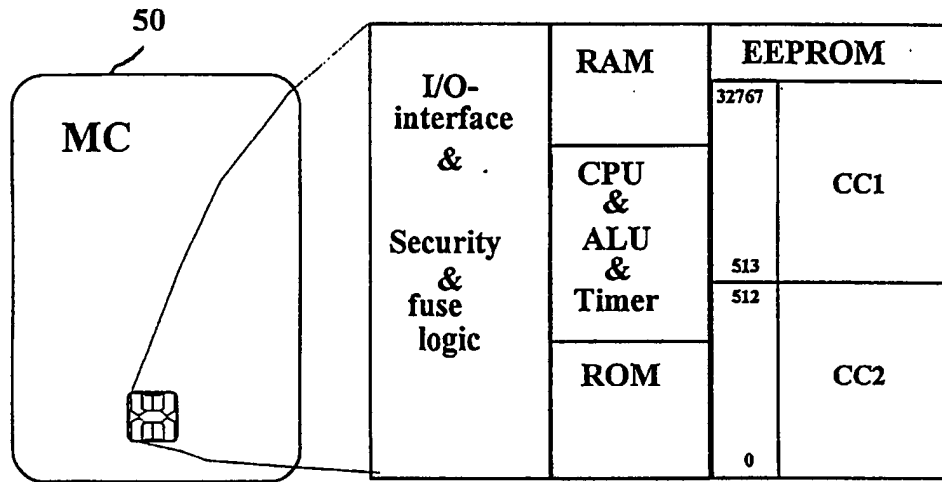 50
MC
I/O-
interface
&
Security
&
fuse
logic
RAM
CPU
&
ALU
&
Timer
ROM
EEPROM
32767
CC1
513
512
CC2
0